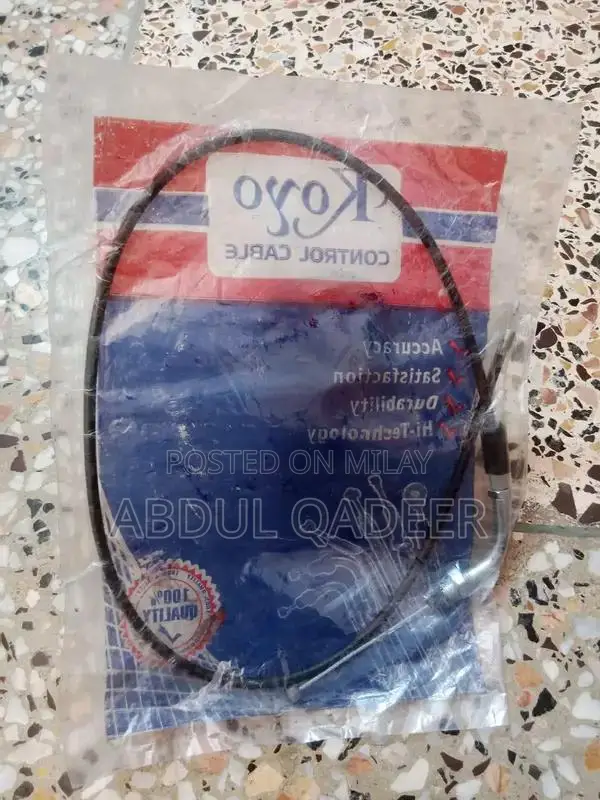 Koyo
CONTROL CABLE
Accuracy
Satisfaction
Durability
Hi-Technology
POSTED ON MILAY
ABDUL QADEER
100%
QUALITY